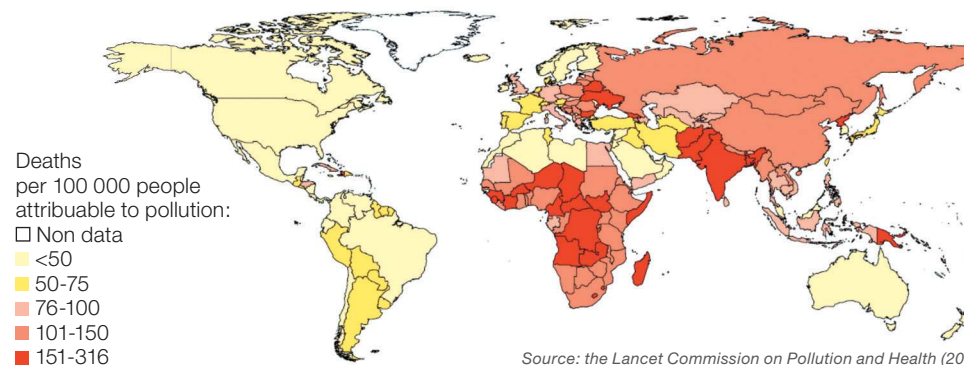 Deaths
per 100 000 people
attribuable to pollution:
Non data
<50
50-75
76-100
101-150
151-316
Source: the Lancet Commission on Pollution and Health (20